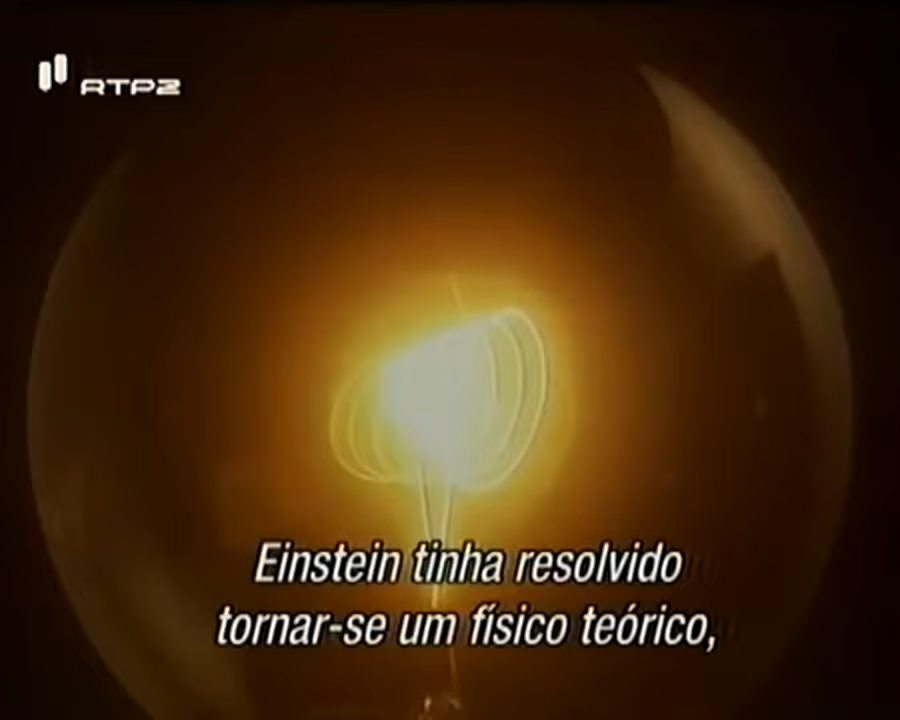 RTP2
Einstein tinha resolvido
tornar-se um físico teórico,